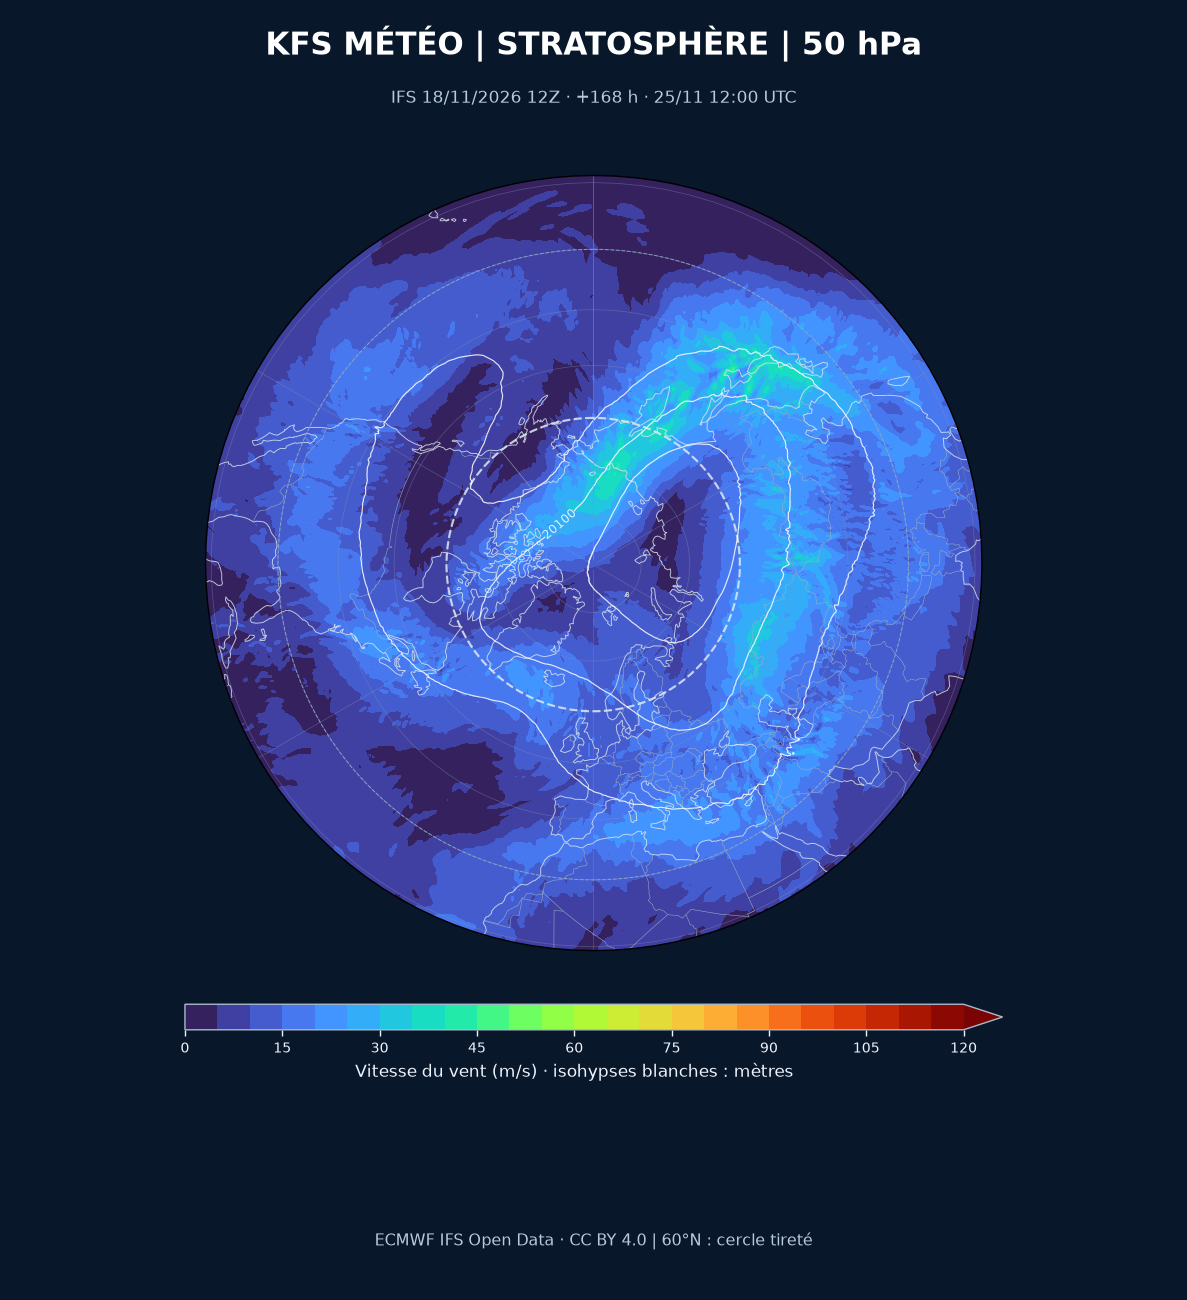 KFS MÉTÉO | STRATOSPHÈRE | 50 hPa
IFS 18/11/2026 12Z · +168 h · 25/11 12:00 UTC
20100
0 15 30 45 60 75 90 105 120
Vitesse du vent (m/s) · isohypses blanches : mètres
ECMWF IFS Open Data · CC BY 4.0 | 60°N : cercle tireté